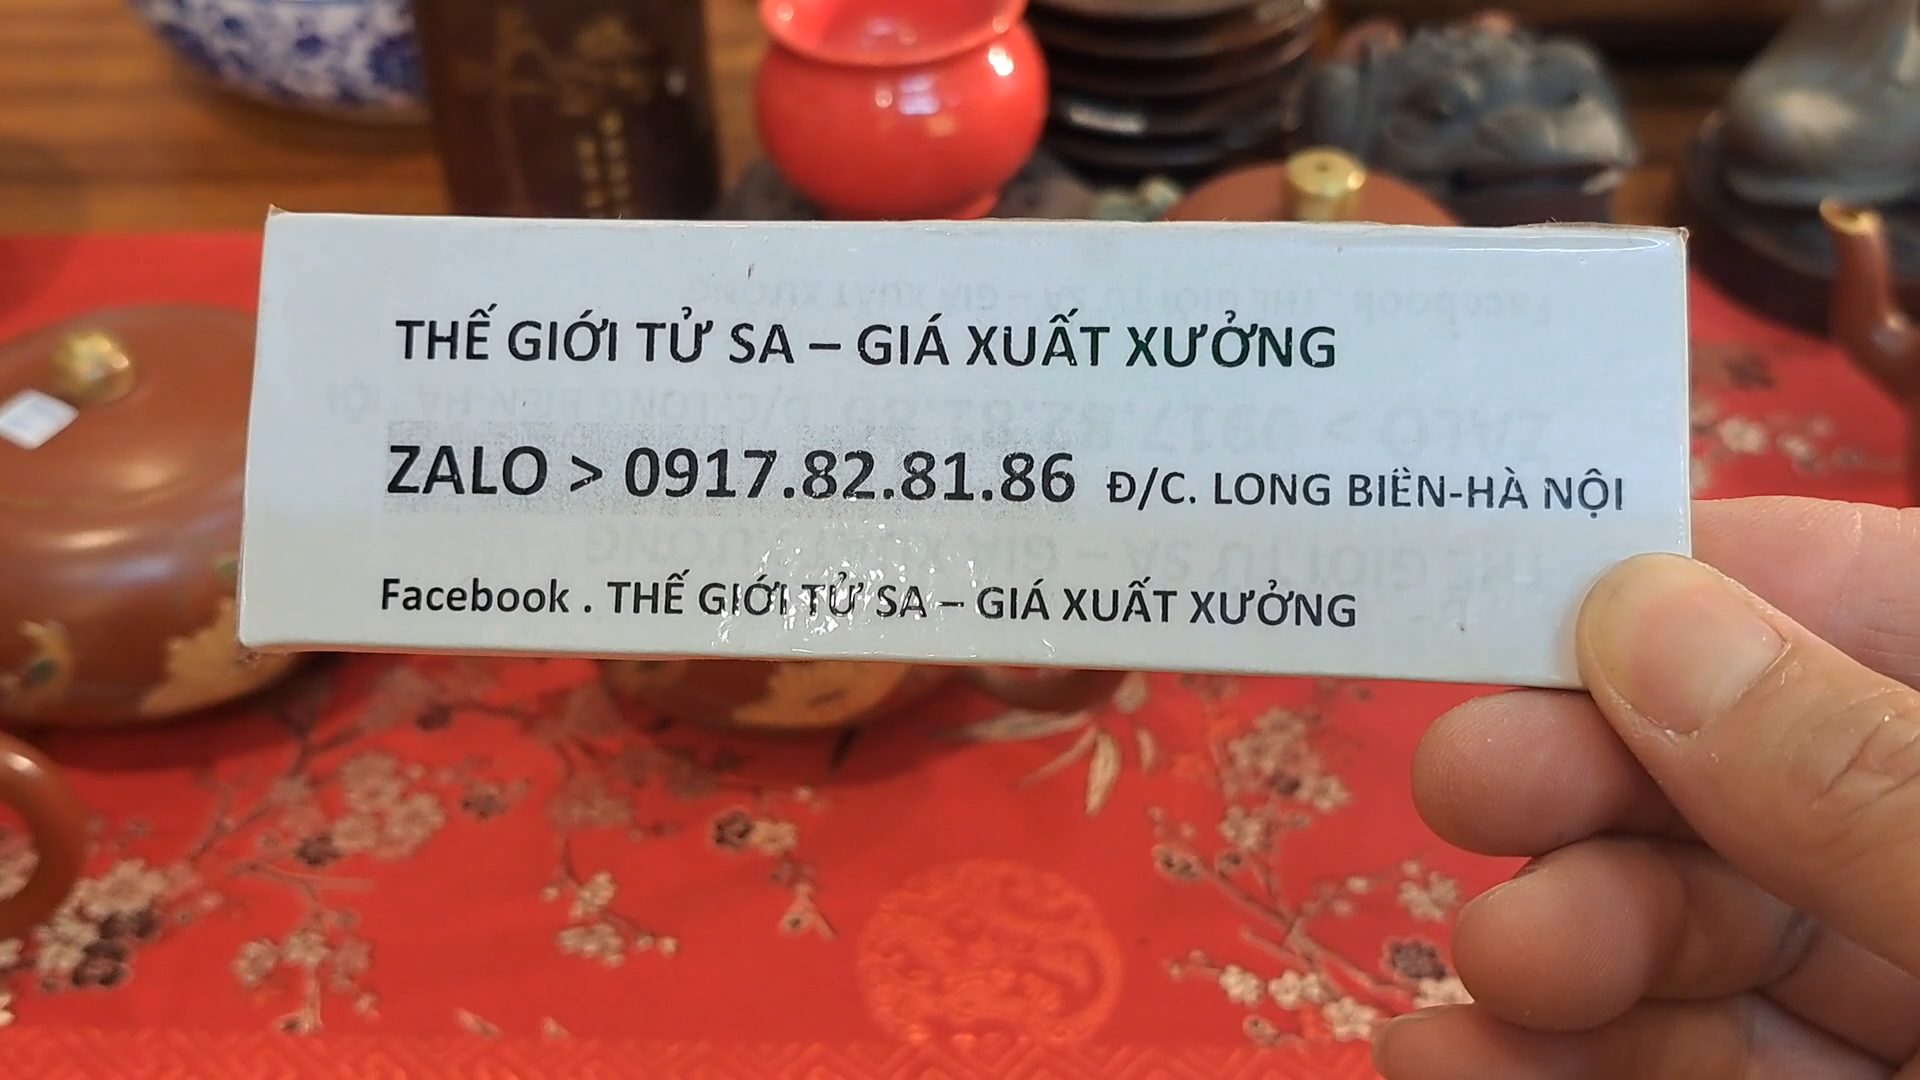 THẾ GIỚI TỬ SA – GIÁ XUẤT XƯỞNG
ZALO > 0917.82.81.86 Đ/C. LONG BIÊN-HÀ NỘI
Facebook . THẾ GIỚI TỬ SA – GIÁ XUẤT XƯỞNG